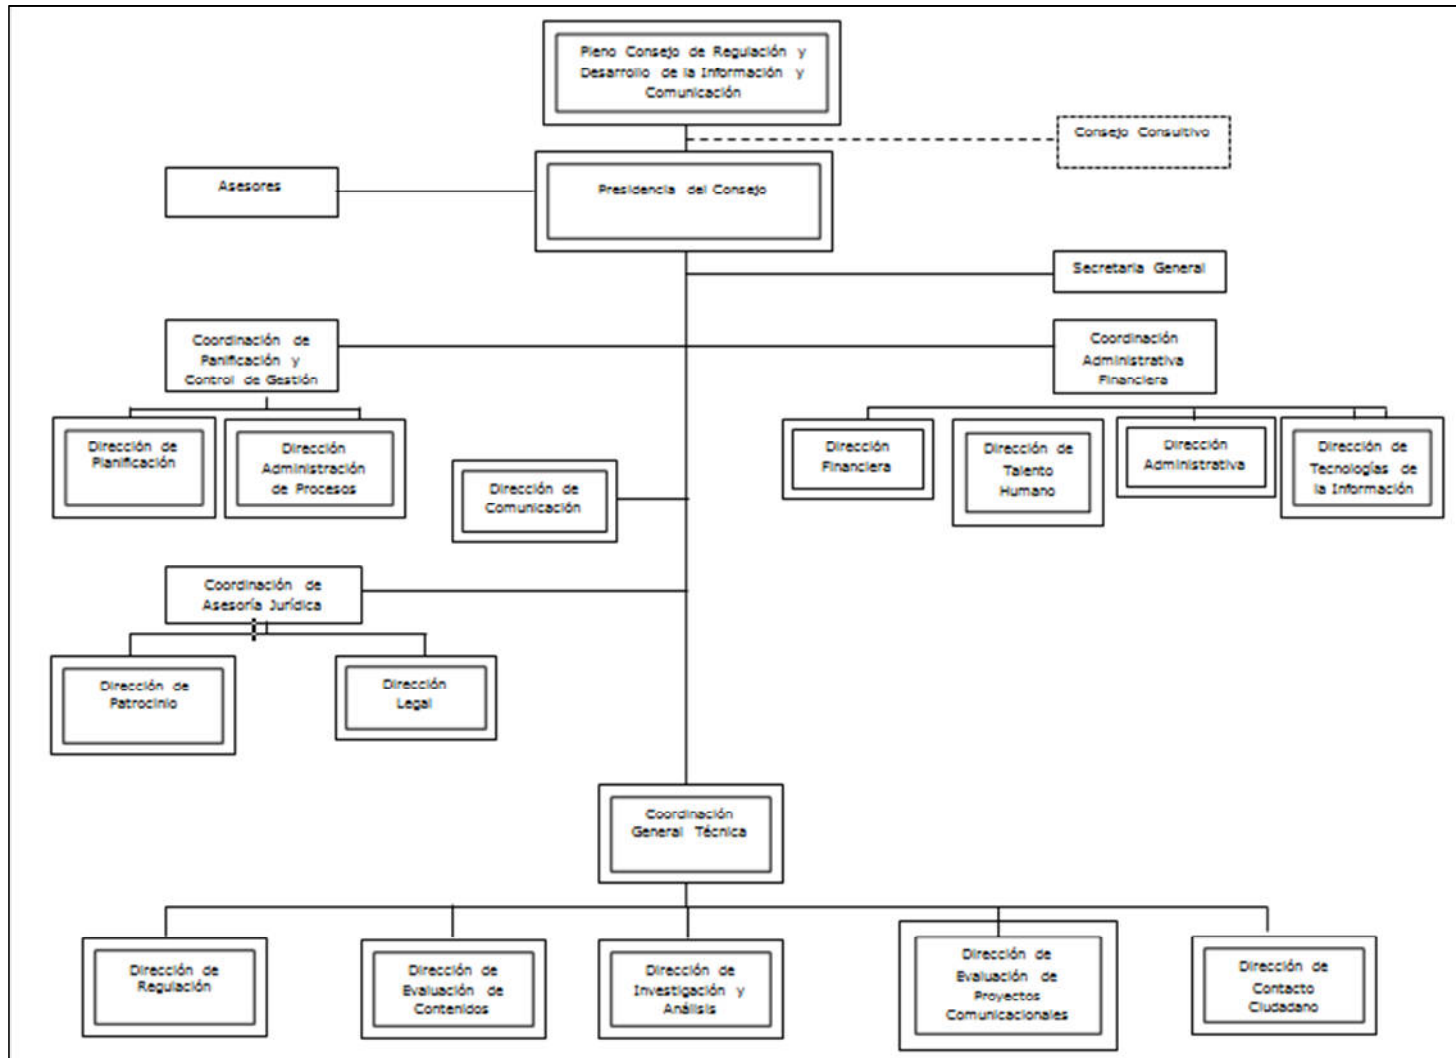 Pleno Consejo de Regulación y
Desarrollo de la Información y
Comunicación
Consejo Consultivo
Asesores
Presidencia del Consejo
Secretaria General
Coordinación de
Panificación y
Control de Gestión
Coordinación
Administrativa
Financiera
Dirección de
Planificación
Dirección
Administración
de Procesos
Dirección de
Comunicación
Dirección
Financiera
Dirección de
Talento
Humano
Dirección
Administrativa
Dirección de
Tecnologías de
la Información
Coordinación de
Asesoría Jurídica
Dirección de
Patrocinio
Dirección
Legal
Coordinación
General Técnica
Dirección de
Regulación
Dirección de
Evaluación de
Contenidos
Dirección de
Investigación y
Análisis
Dirección de
Evaluación de
Proyectos
Comunicacionales
Dirección de
Contacto
Ciudadano